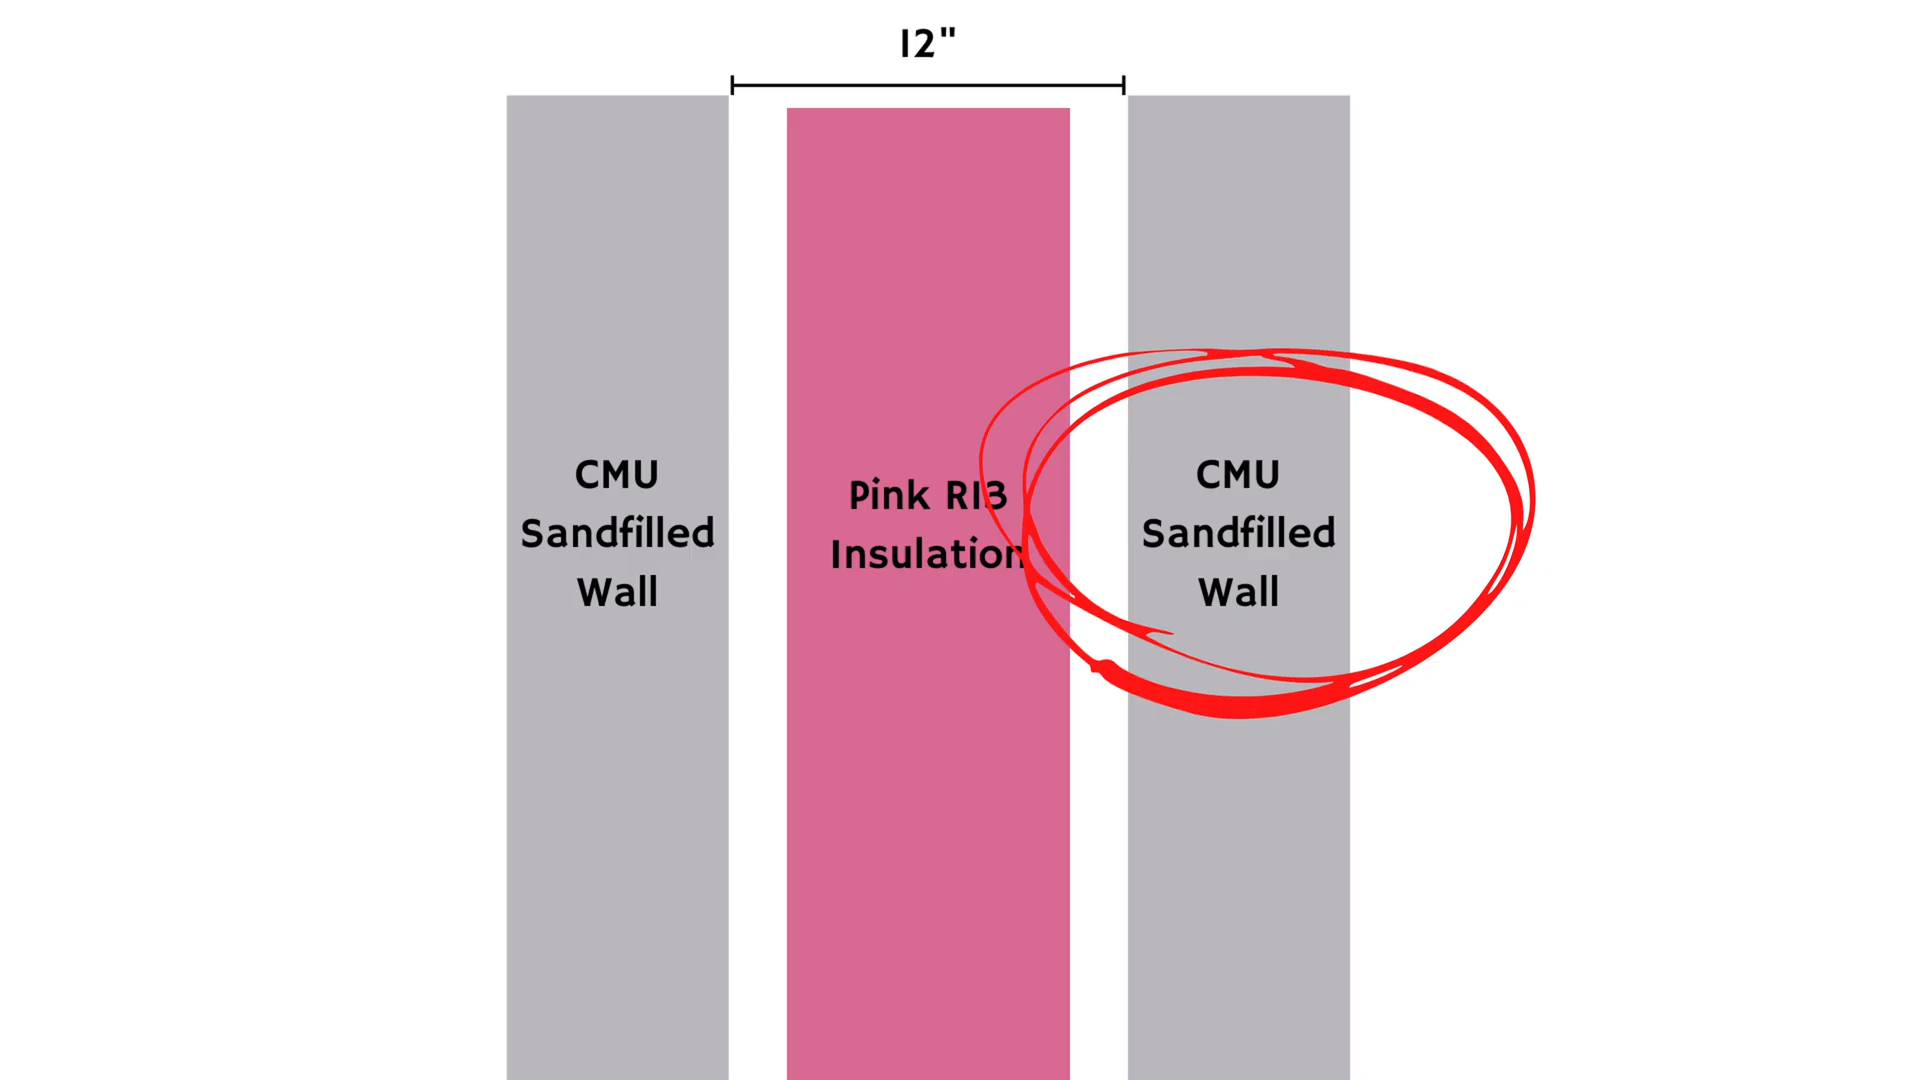 12"
CMU
Sandfilled
Wall
Pink R13
Insulation
CMU
Sandfilled
Wall